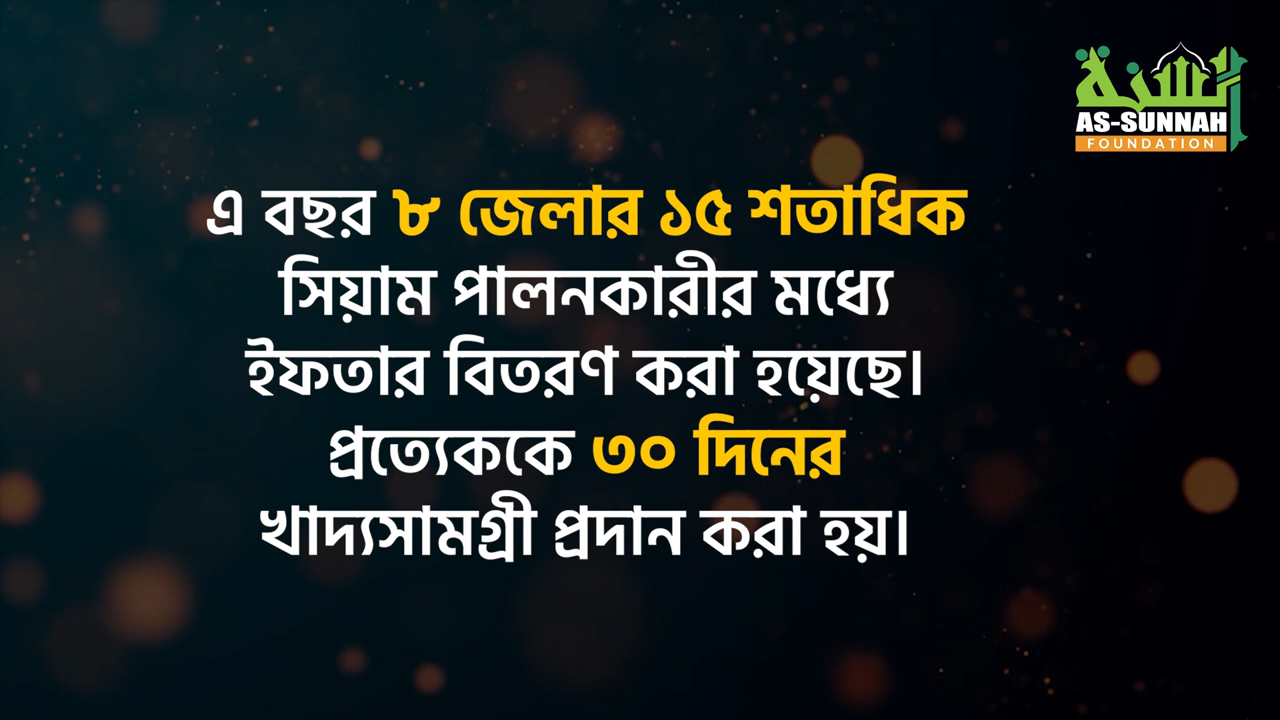 السنة
AS-SUNNAH
FOUNDATION
এ বছর ৮ জেলার ১৫ শতাধিক
সিয়াম পালনকারীর মধ্যে
ইফতার বিতরণ করা হয়েছে।
প্রত্যেককে ৩০ দিনের
খাদ্যসামগ্রী প্রদান করা হয়।